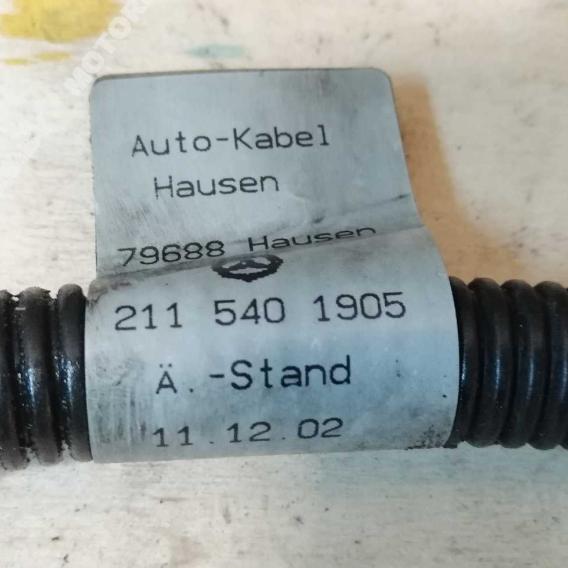 Auto-Kabel
Hausen
79688 Hausen
211 540 1905
Ä.-Stand
11.12.02